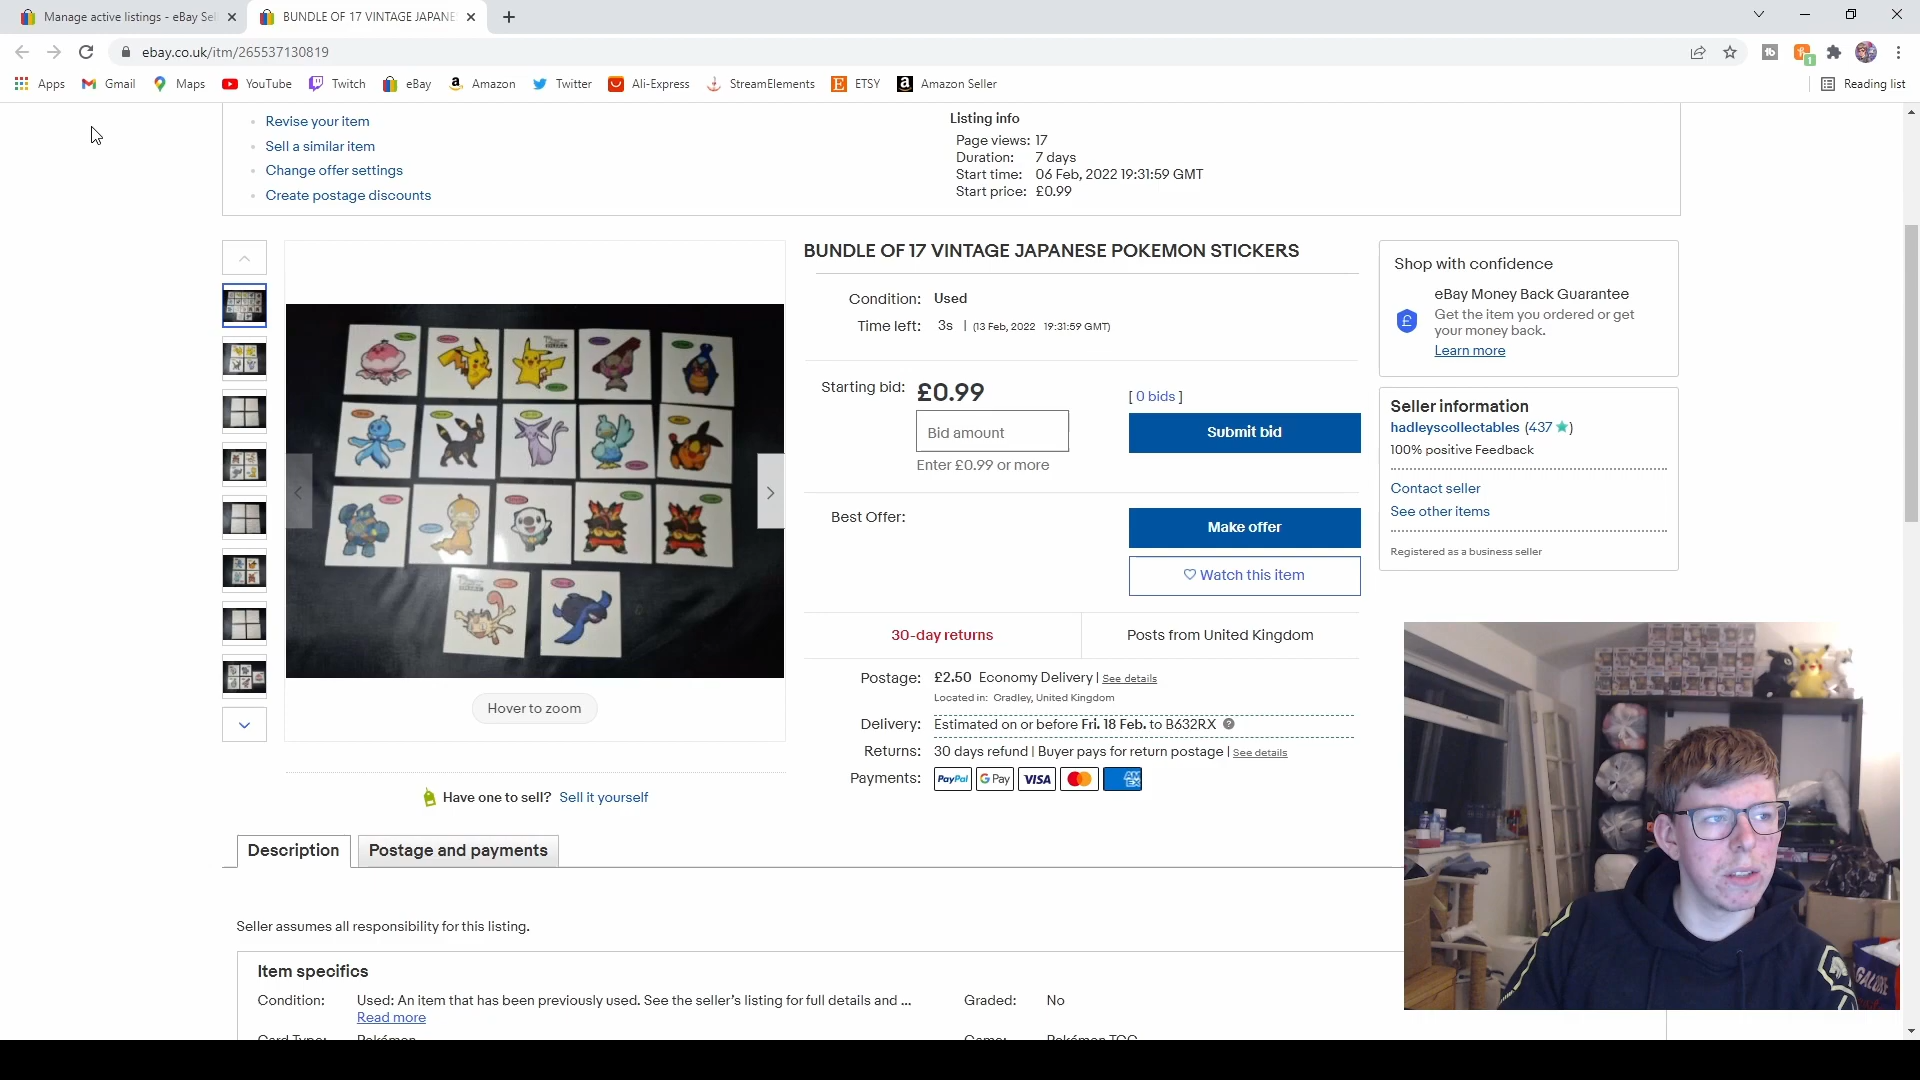 Manage active listings - eBay Sel
BUNDLE OF 17 VINTAGE JAPANE
ebay.co.uk/itm/265537130819
Apps
Gmail
Maps
YouTube
Twitch
eBay
Amazon
Twitter
Ali-Express
StreamElements
ETSY
Amazon Seller
Reading list
Revise your item
Sell a similar item
Change offer settings
Create postage discounts
Listing info
Page views: 17
Duration: 7 days
Start time: 06 Feb, 2022 19:31:59 GMT
Start price: £0.99
BUNDLE OF 17 VINTAGE JAPANESE POKEMON STICKERS
Condition: Used
Time left: 3s | (13 Feb, 2022 19:31:59 GMT)
Starting bid: £0.99
[ 0 bids ]
Bid amount
Submit bid
Enter £0.99 or more
Best Offer:
Make offer
Watch this item
30-day returns
Posts from United Kingdom
Postage: £2.50 Economy Delivery | See details
Located in: Cradley, United Kingdom
Delivery: Estimated on or before Fri. 18 Feb. to B632RX
Returns: 30 days refund | Buyer pays for return postage | See details
Payments: PayPal G Pay VISA AM EX
Shop with confidence
eBay Money Back Guarantee
Get the item you ordered or get
your money back.
Learn more
Seller information
hadleyscollectables (437)
100% positive Feedback
Contact seller
See other items
Registered as a business seller
Hover to zoom
Have one to sell? Sell it yourself
Description
Postage and payments
Seller assumes all responsibility for this listing.
Item specifics
Condition: Used: An item that has been previously used. See the seller's listing for full details and ...
Read more
Graded: No
Card Type: Pokémon
Game: Pokémon TCG